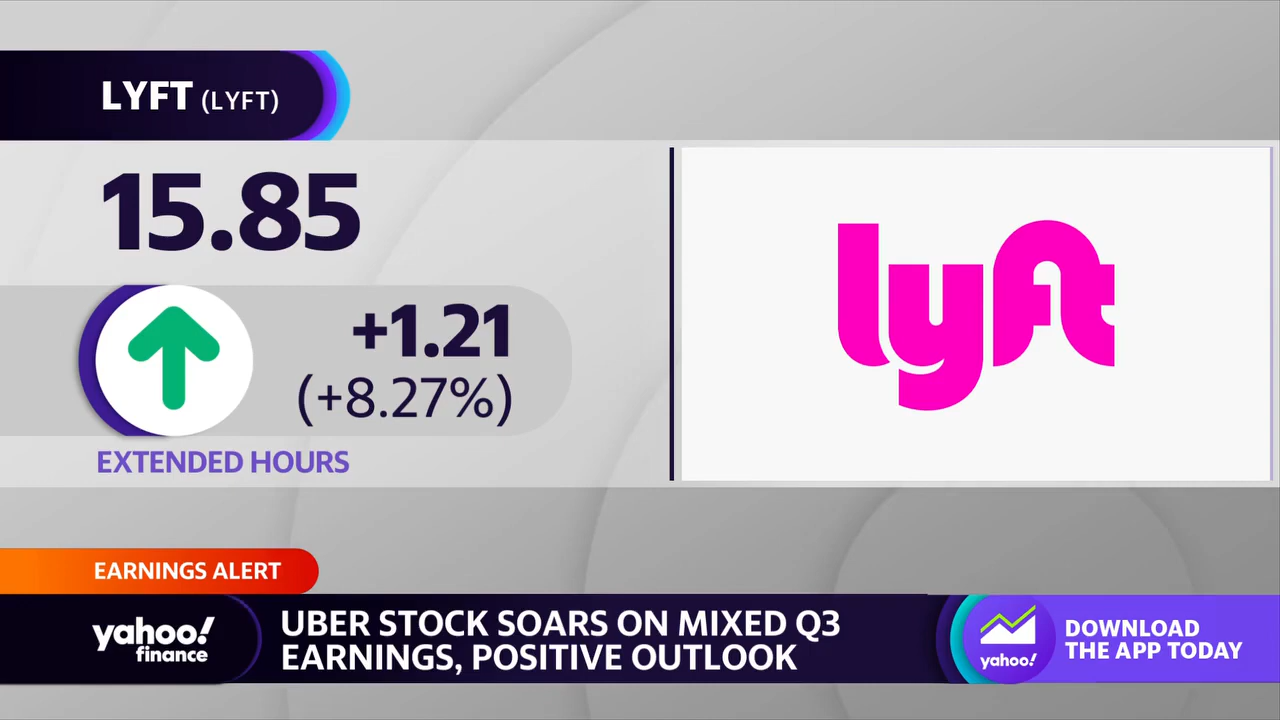 LYFT (LYFT)
15.85
+1.21
(+8.27%)
EXTENDED HOURS
lyft
EARNINGS ALERT
yahoo!
finance
UBER STOCK SOARS ON MIXED Q3
EARNINGS, POSITIVE OUTLOOK
yahoo!
DOWNLOAD
THE APP TODAY